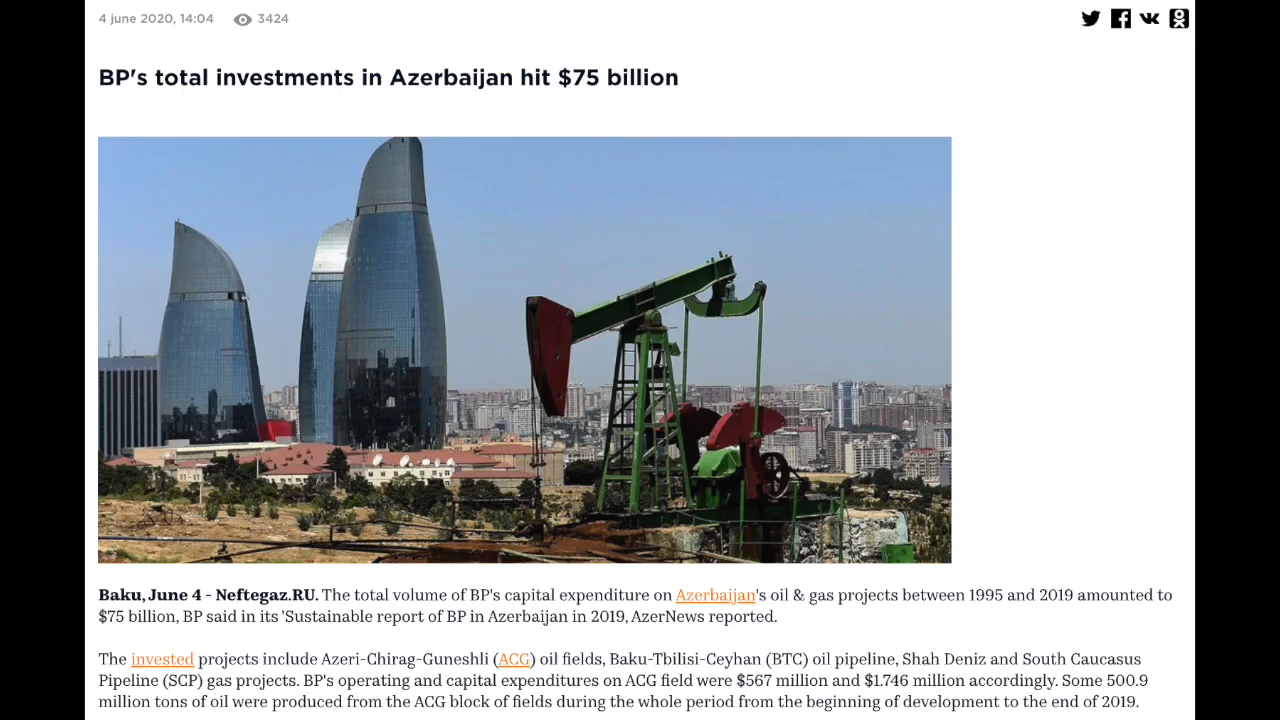 4 june 2020, 14:04 3424
BP's total investments in Azerbaijan hit $75 billion
Baku, June 4 - Neftegaz.RU. The total volume of BP's capital expenditure on Azerbaijan's oil & gas projects between 1995 and 2019 amounted to
$75 billion, BP said in its 'Sustainable report of BP in Azerbaijan in 2019, AzerNews reported.
The invested projects include Azeri-Chirag-Guneshli (ACG) oil fields, Baku-Tbilisi-Ceyhan (BTC) oil pipeline, Shah Deniz and South Caucasus
Pipeline (SCP) gas projects. BP's operating and capital expenditures on ACG field were $567 million and $1.746 million accordingly. Some 500.9
million tons of oil were produced from the ACG block of fields during the whole period from the beginning of development to the end of 2019.